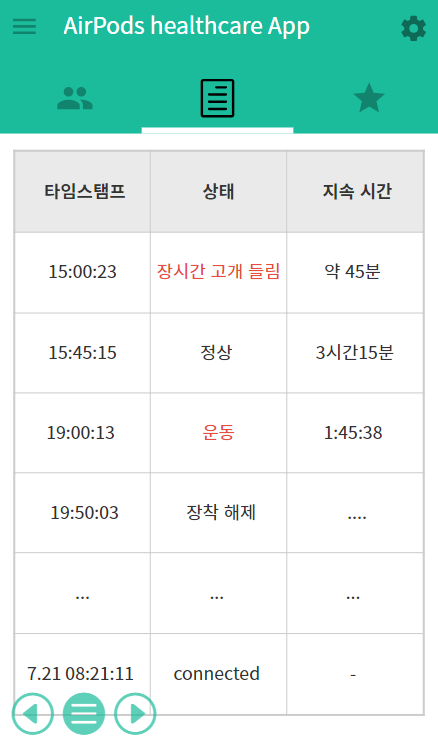 AirPods healthcare App
타임스탬프 상태 지속 시간
15:00:23 장시간 고개 들림 약 45분
15:45:15 정상 3시간15분
19:00:13 운동 1:45:38
19:50:03 장착 해제 ....
... ... ...
7.21 08:21:11 connected -